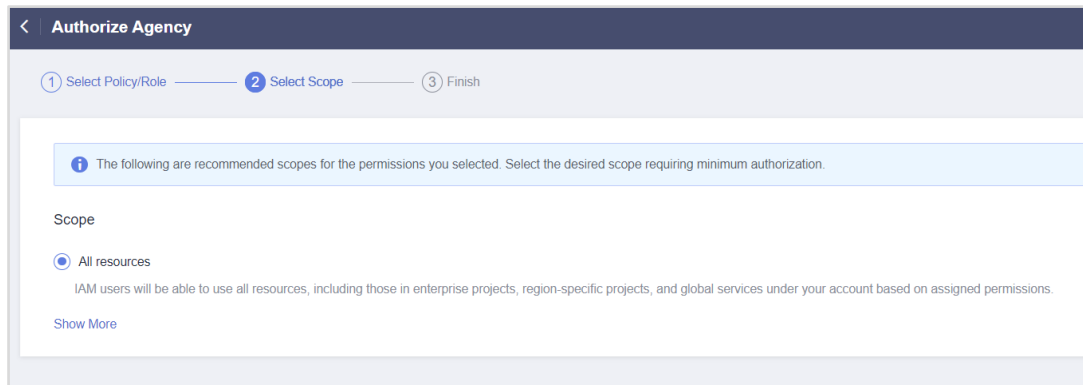 Authorize Agency
1 Select Policy/Role 2 Select Scope 3 Finish
The following are recommended scopes for the permissions you selected. Select the desired scope requiring minimum authorization.
Scope
All resources
IAM users will be able to use all resources, including those in enterprise projects, region-specific projects, and global services under your account based on assigned permissions.
Show More